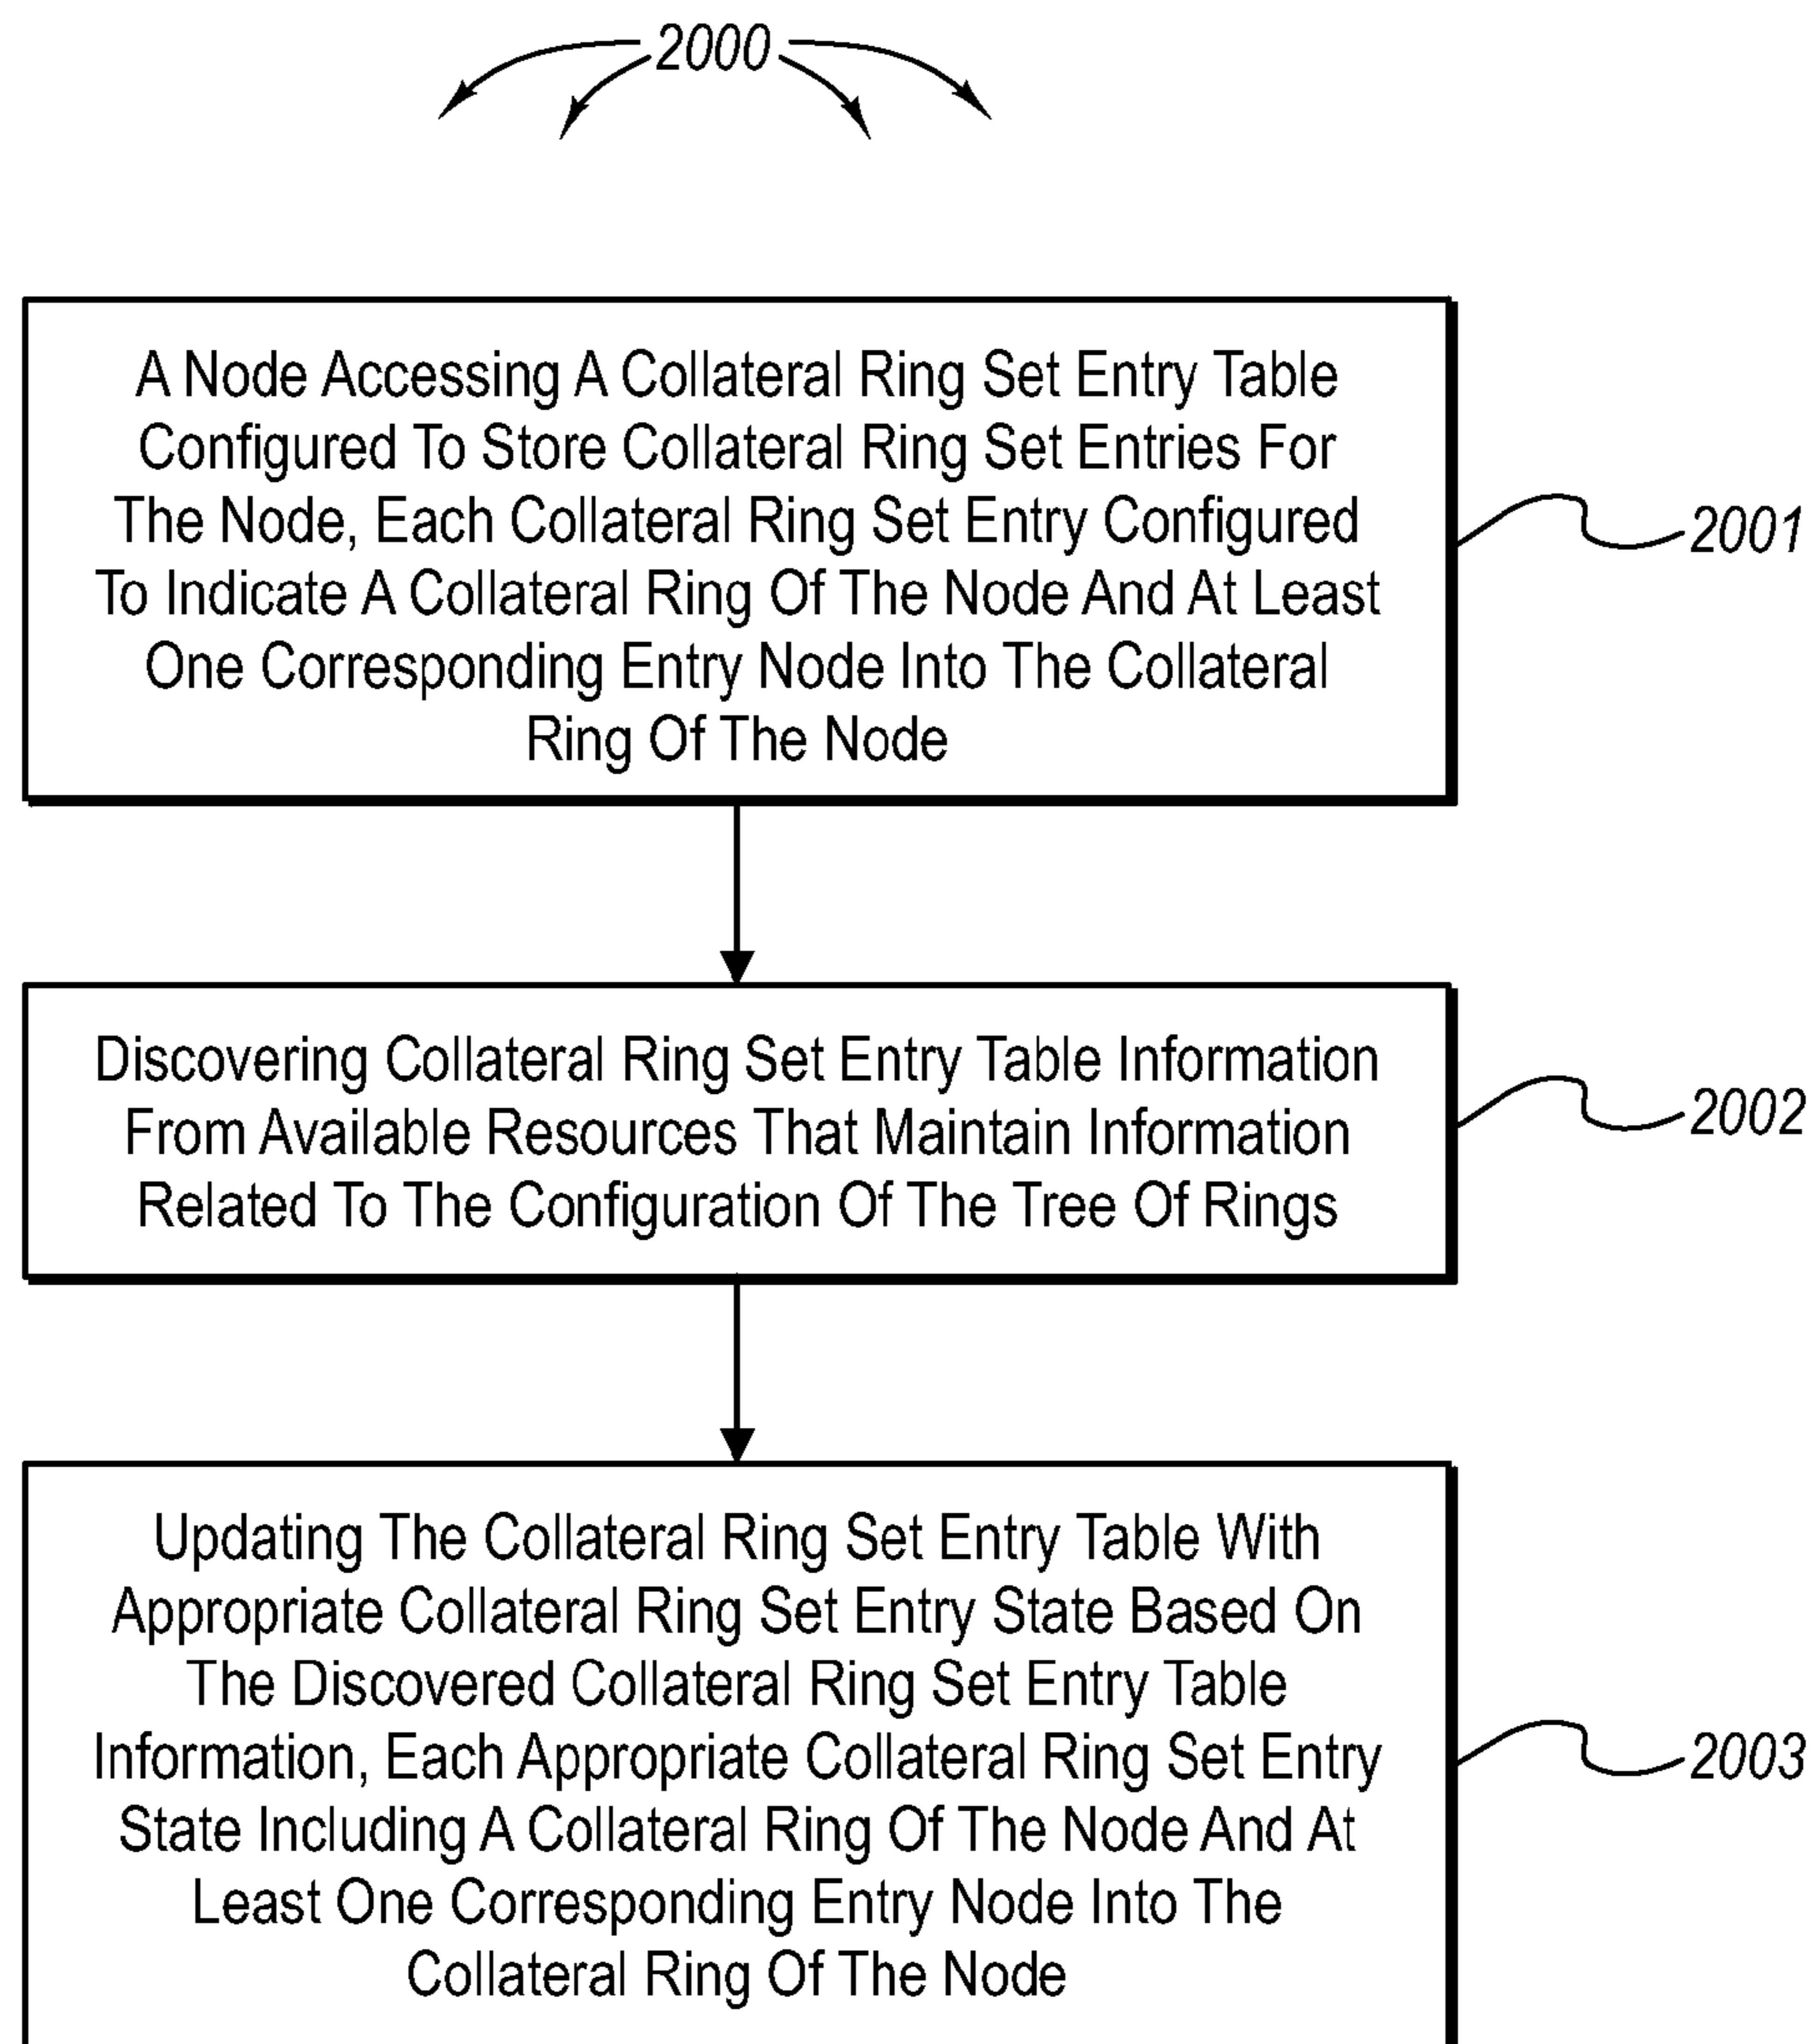 2000
A Node Accessing A Collateral Ring Set Entry Table
Configured To Store Collateral Ring Set Entries For
The Node, Each Collateral Ring Set Entry Configured
To Indicate A Collateral Ring Of The Node And At Least
One Corresponding Entry Node Into The Collateral
Ring Of The Node
2001
Discovering Collateral Ring Set Entry Table Information
From Available Resources That Maintain Information
Related To The Configuration Of The Tree Of Rings
2002
Updating The Collateral Ring Set Entry Table With
Appropriate Collateral Ring Set Entry State Based On
The Discovered Collateral Ring Set Entry Table
Information, Each Appropriate Collateral Ring Set Entry
State Including A Collateral Ring Of The Node And At
Least One Corresponding Entry Node Into The
Collateral Ring Of The Node
2003